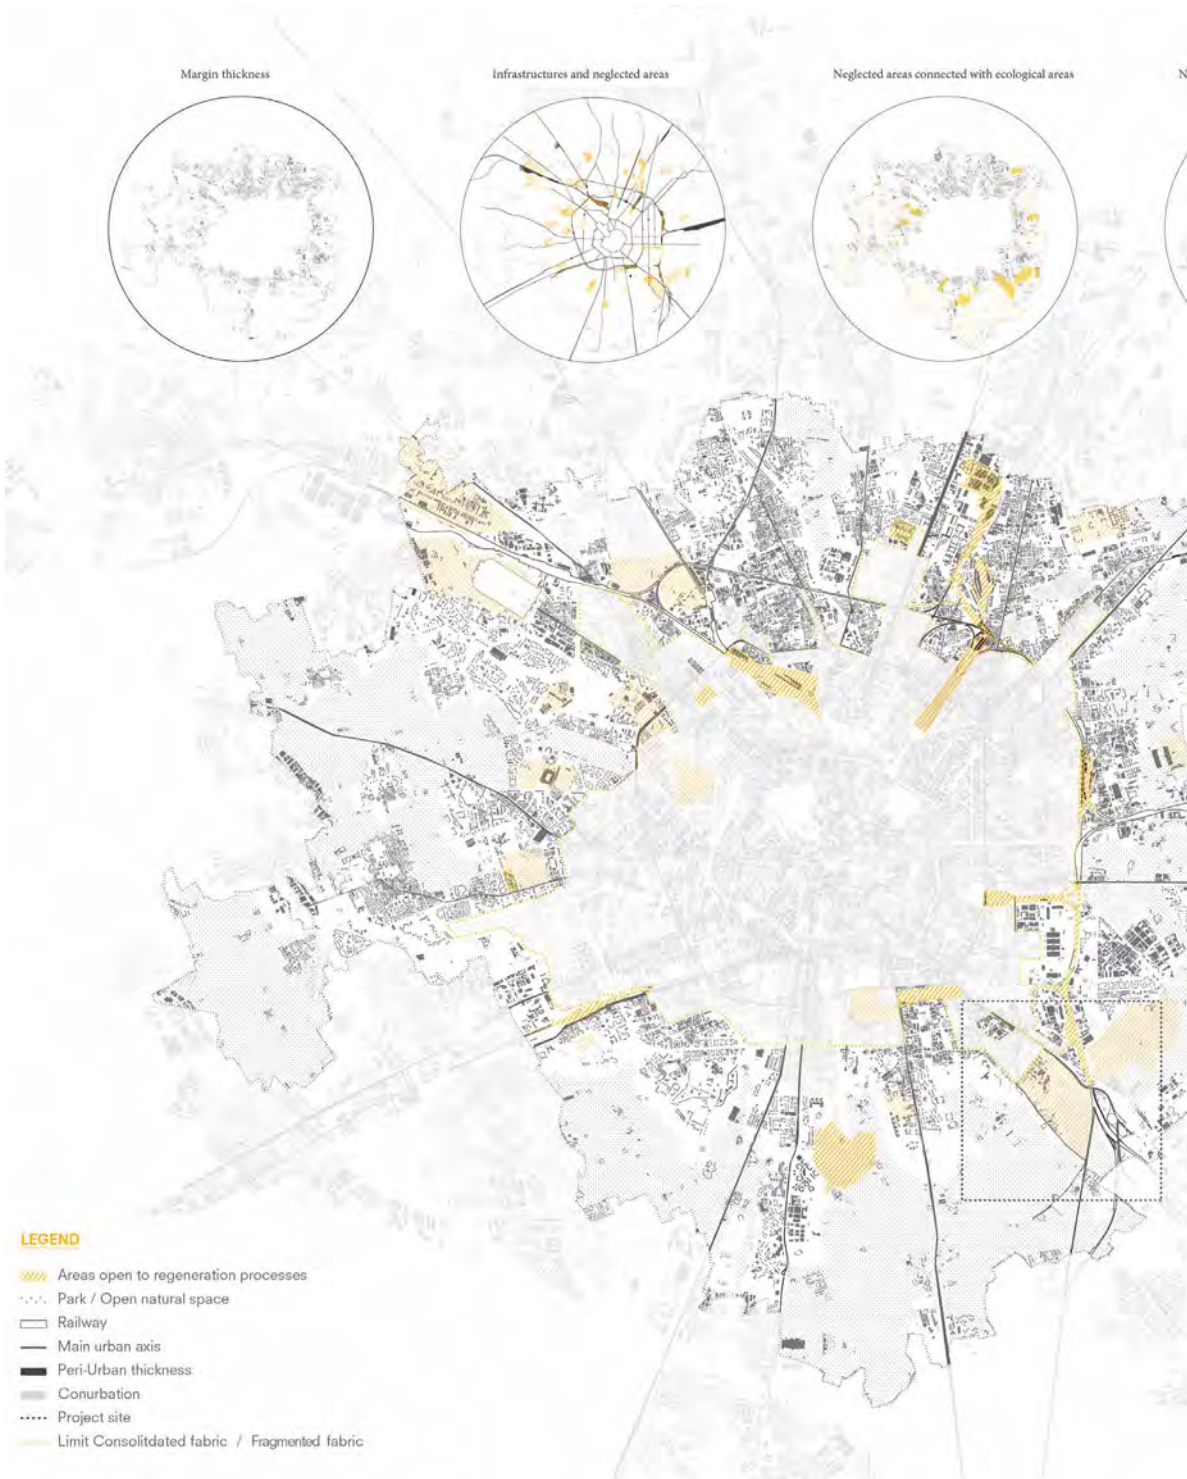 Margin thickness
Infrastructures and neglected areas
Neglected areas connected with ecological areas
N
LEGEND
Areas open to regeneration processes
Park / Open natural space
Railway
Main urban axis
Peri-Urban thickness
Conurbation
Project site
Limit Consolitdated fabric / Fragmented fabric